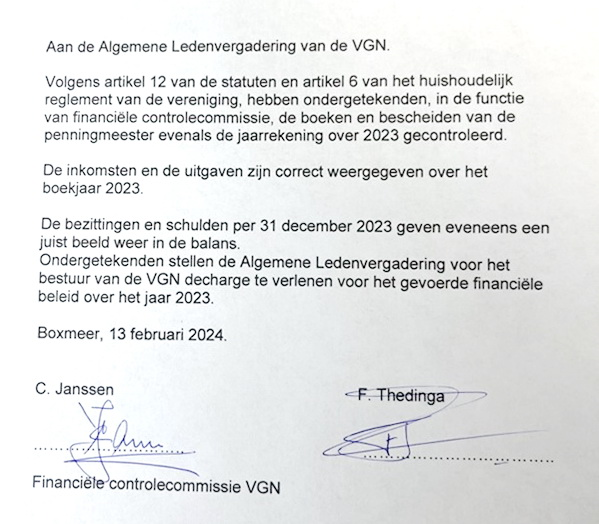 Aan de Algemene Ledenvergadering van de VGN.
Volgens artikel 12 van de statuten en artikel 6 van het huishoudelijk
reglement van de vereniging, hebben ondergetekenden, in de functie
van financiële controlecommissie, de boeken en bescheiden van de
penningmeester evenals de jaarrekening over 2023 gecontroleerd.
De inkomsten en de uitgaven zijn correct weergegeven over het
boekjaar 2023.
De bezittingen en schulden per 31 december 2023 geven eveneens een
juist beeld weer in de balans.
Ondergetekenden stellen de Algemene Ledenvergadering voor het
bestuur van de VGN decharge te verlenen voor het gevoerde financiële
beleid over het jaar 2023.
Boxmeer, 13 februari 2024.
C. Janssen F. Thedinga
Financiële controlecommissie VGN